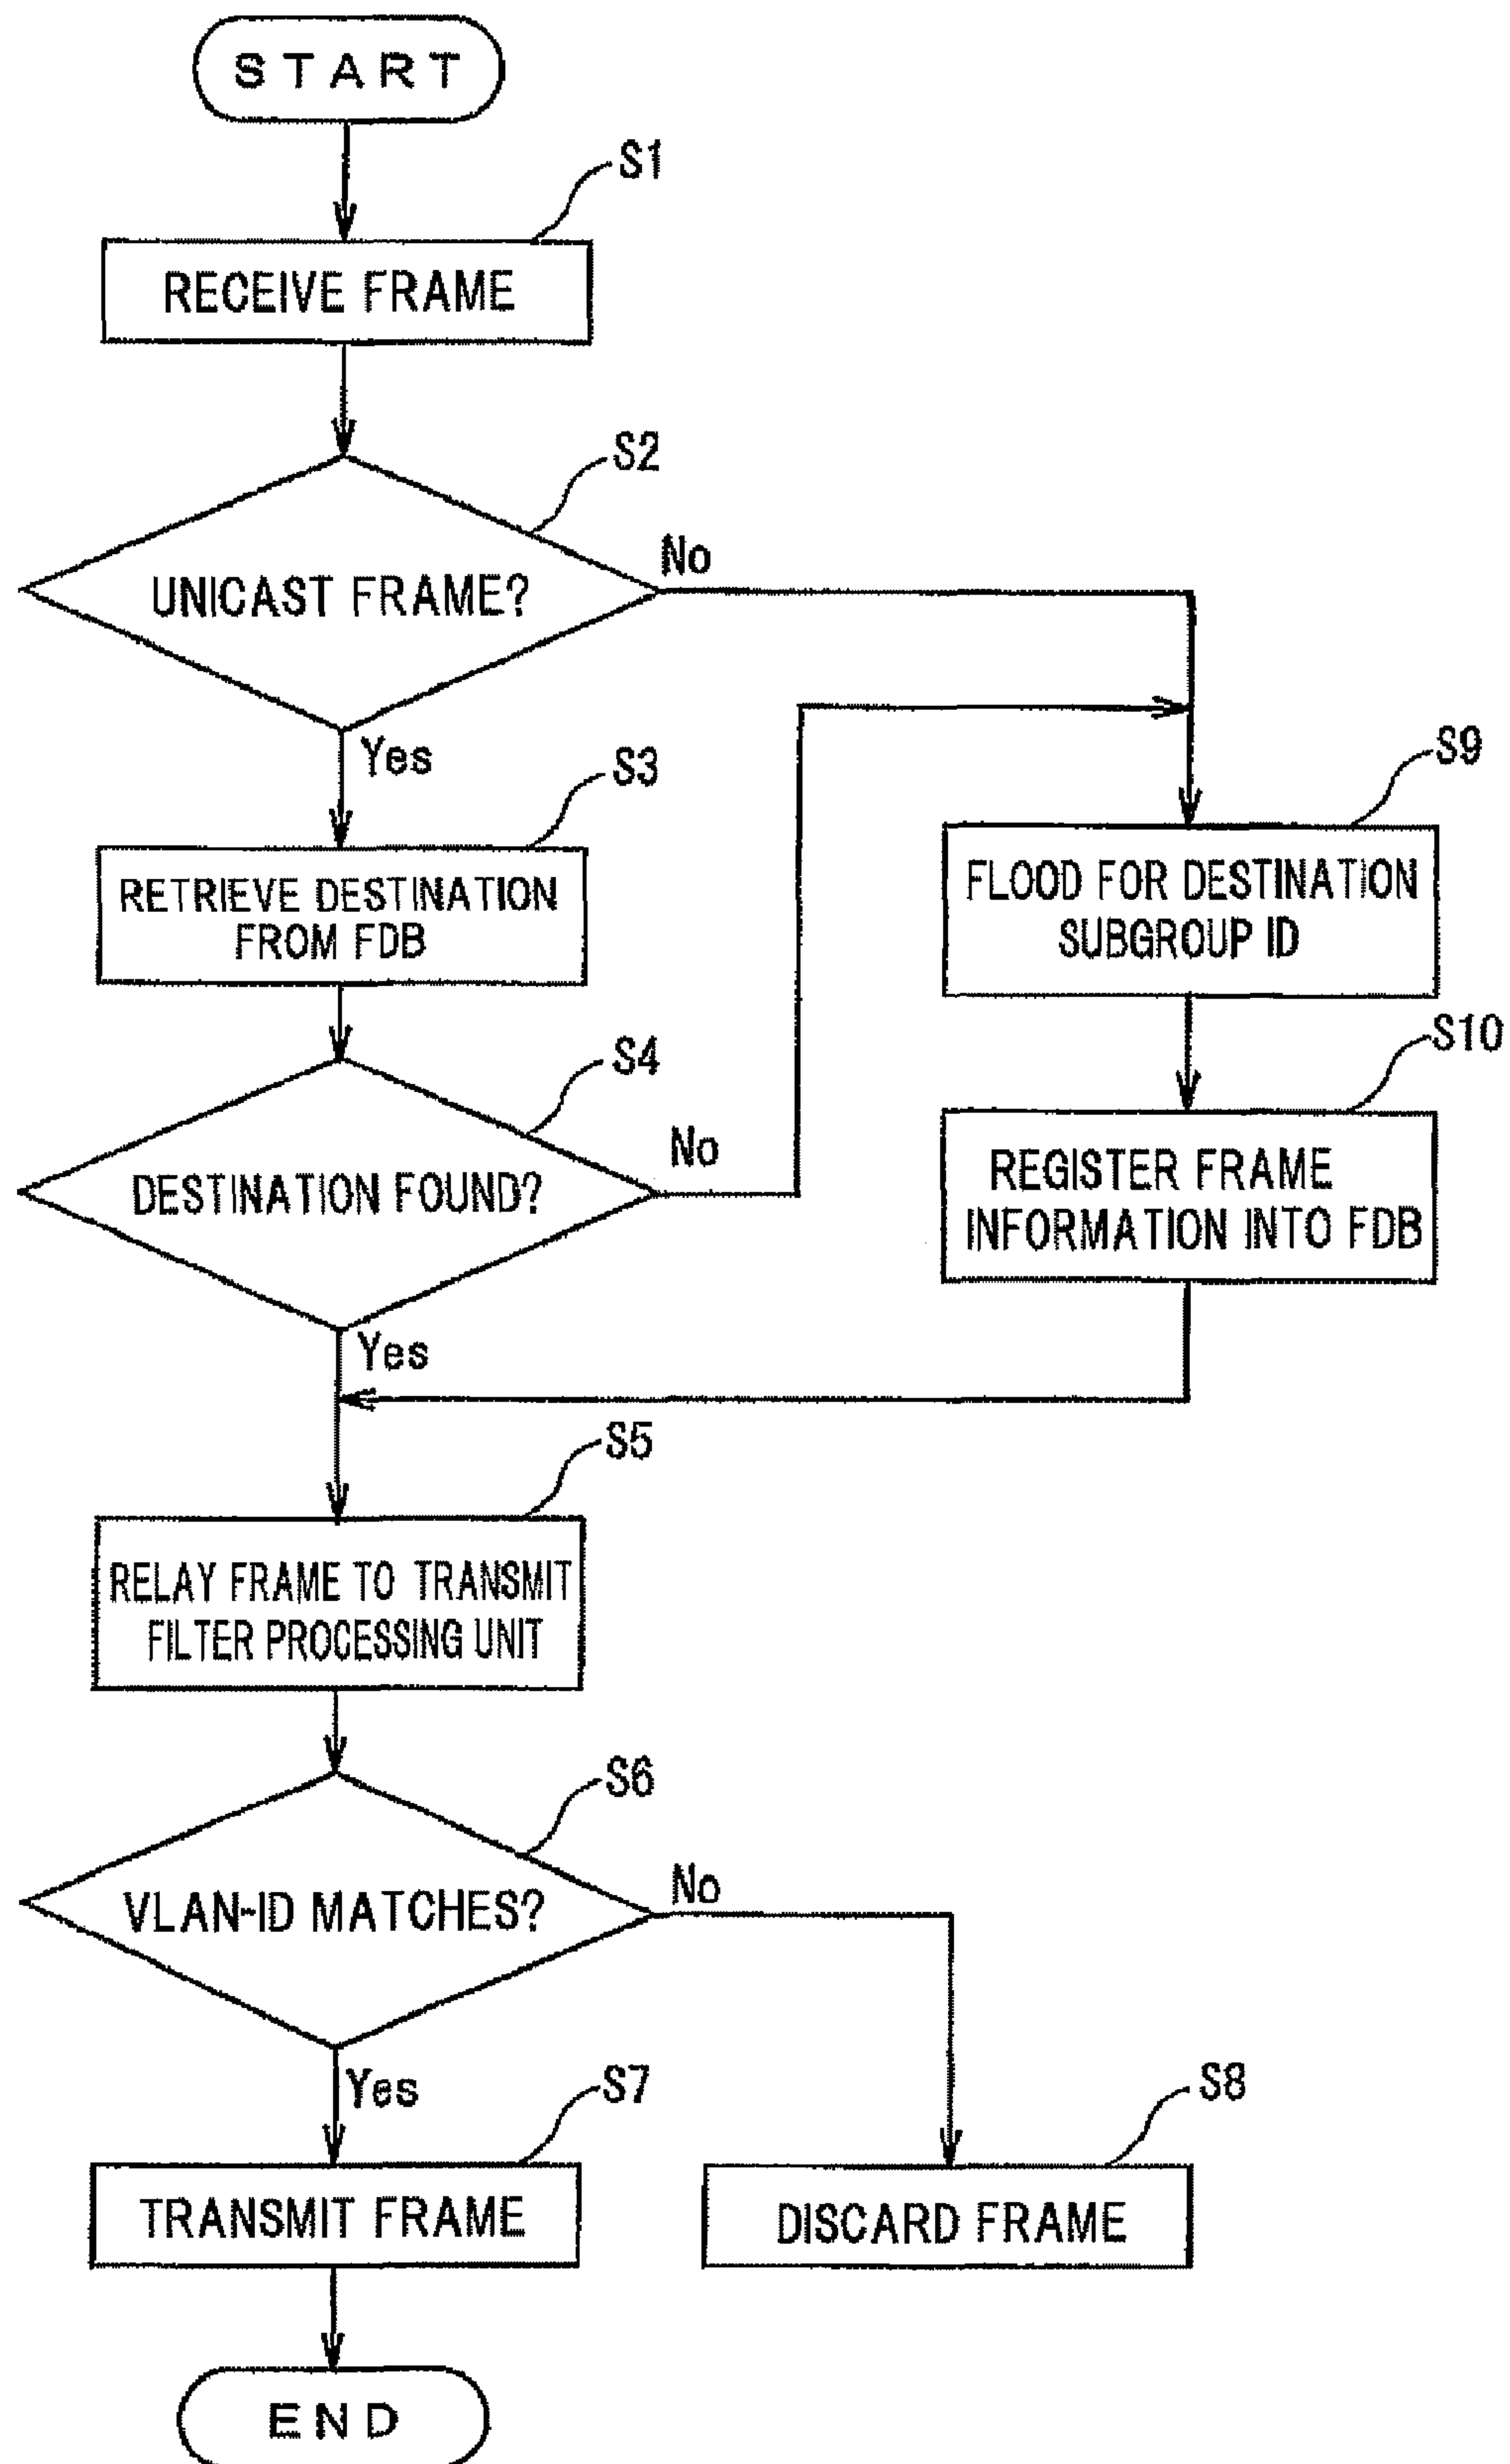 START
S1
RECEIVE FRAME
S2
UNICAST FRAME?
No
Yes
S3
RETRIEVE DESTINATION
FROM FDB
S9
FLOOD FOR DESTINATION
SUBGROUP ID
S4
DESTINATION FOUND?
No
Yes
S10
REGISTER FRAME
INFORMATION INTO FDB
S5
RELAY FRAME TO TRANSMIT
FILTER PROCESSING UNIT
S6
VLAN-ID MATCHES?
No
Yes
S7
TRANSMIT FRAME
S8
DISCARD FRAME
END